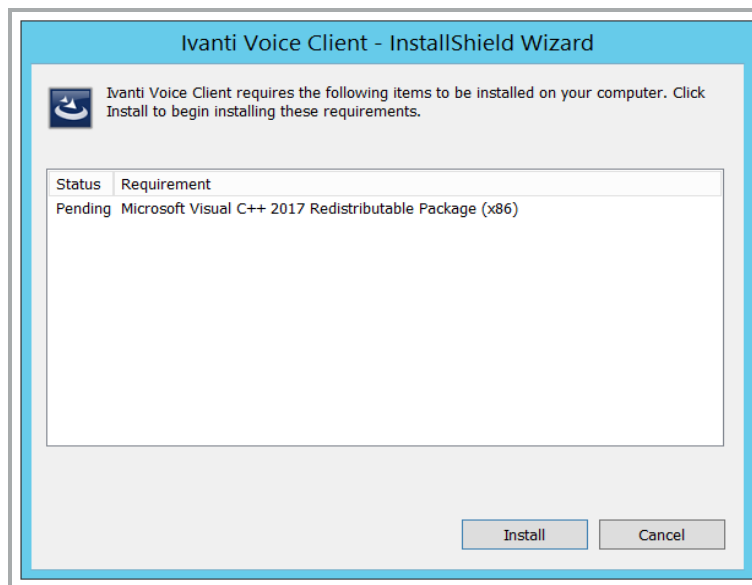 Ivanti Voice Client - InstallShield Wizard
Ivanti Voice Client requires the following items to be installed on your computer. Click
Install to begin installing these requirements.
Status Requirement
Pending Microsoft Visual C++ 2017 Redistributable Package (x86)
Install Cancel